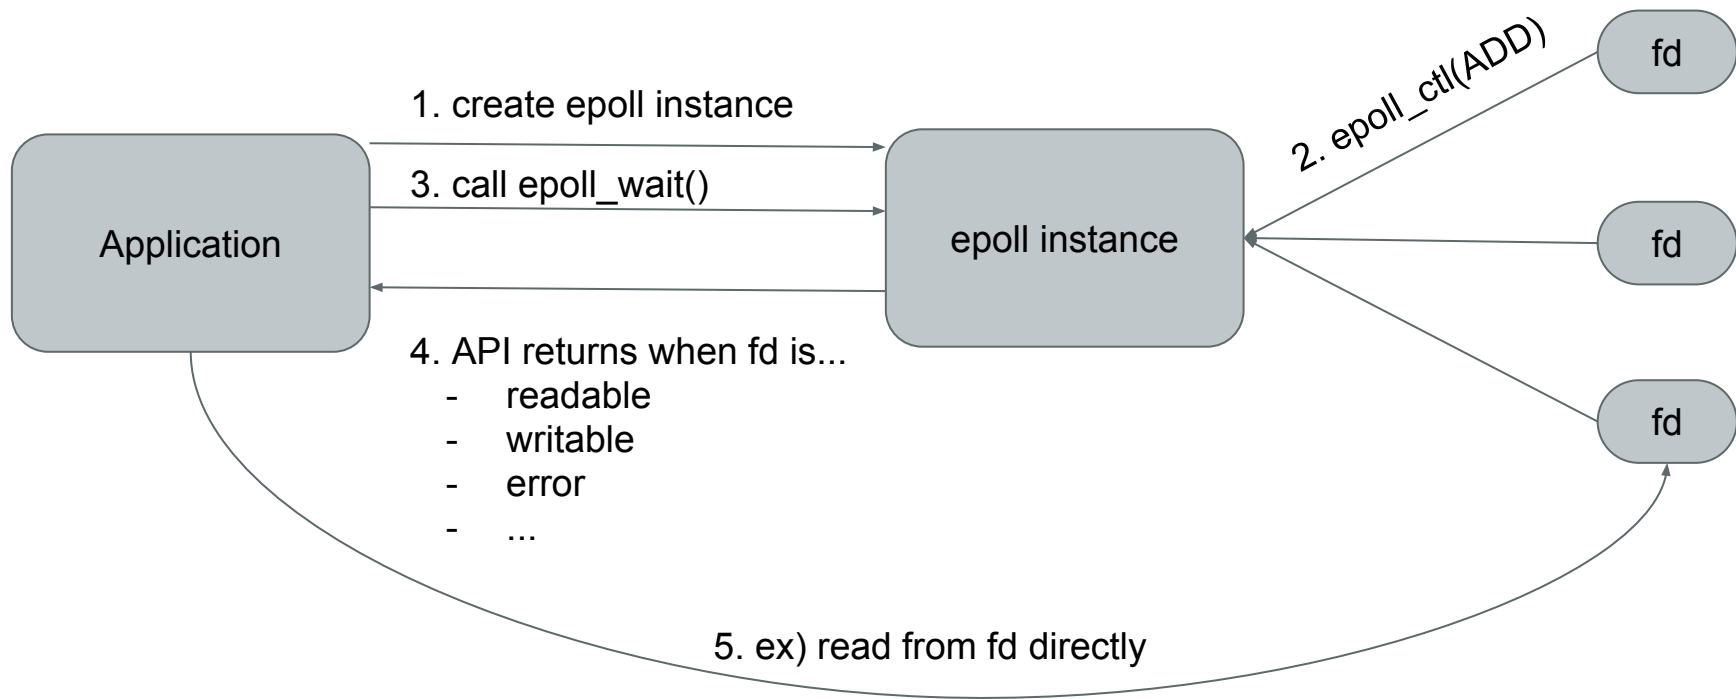 1. create epoll instance
2. epoll_ctl(ADD)
fd
3. call epoll_wait()
Application
epoll instance
fd
4. API returns when fd is...
- readable
- writable
- error
- ...
fd
5. ex) read from fd directly